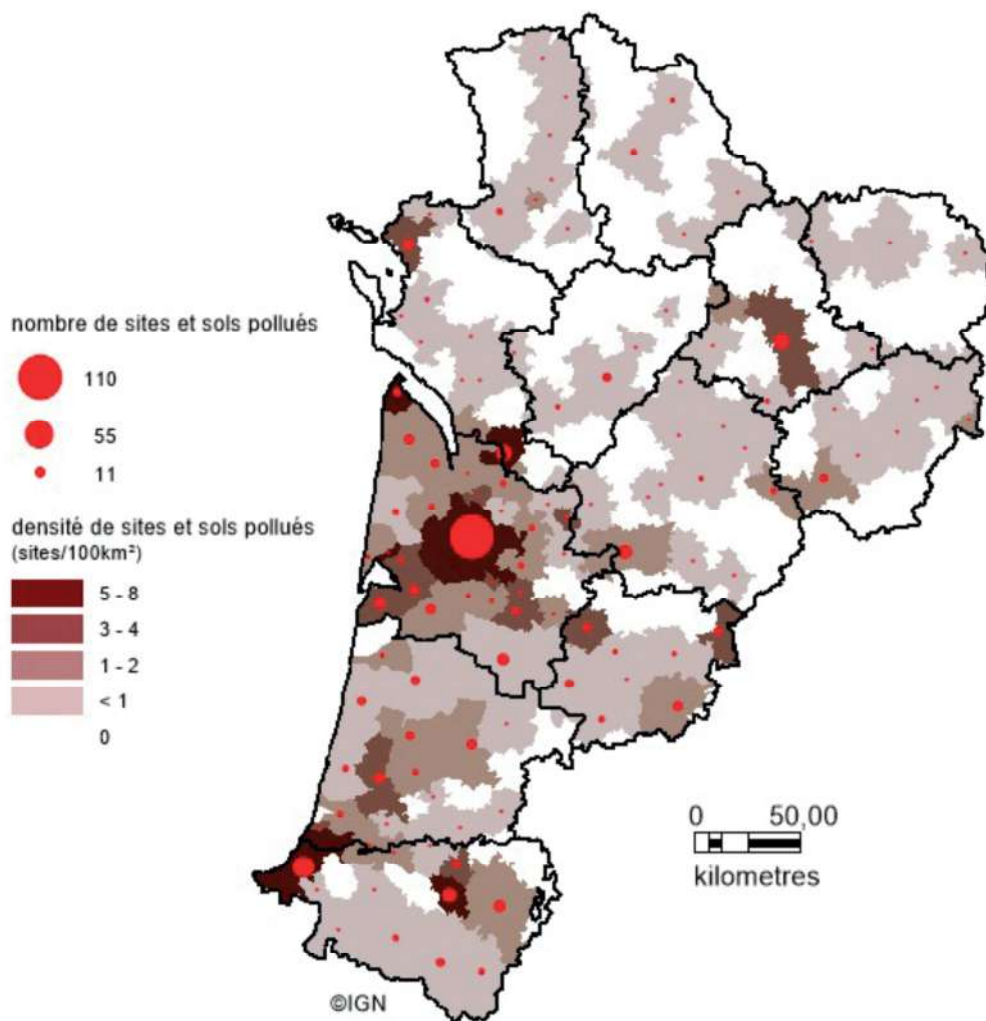 nombre de sites et sols pollués
110
55
11
densité de sites et sols pollués
(sites/100km²)
5 - 8
3 - 4
1 - 2
< 1
0
0 50,00
kilometres
©IGN